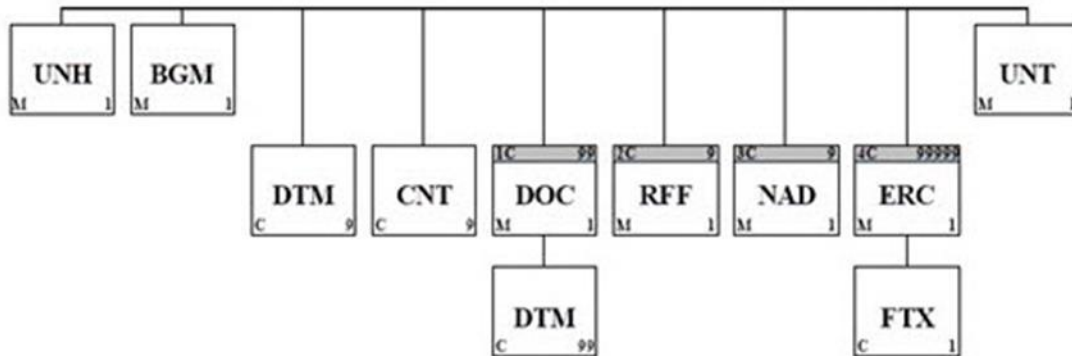 UNH BGM UNT
M 1 M 1 M 1
1C 99 2C 9 3C 9 4C 99999
DTM CNT DOC RFF NAD ERC
C 9 C 9 M 1 M 1 M 1 M 1
DTM FTX
C 99 C 1